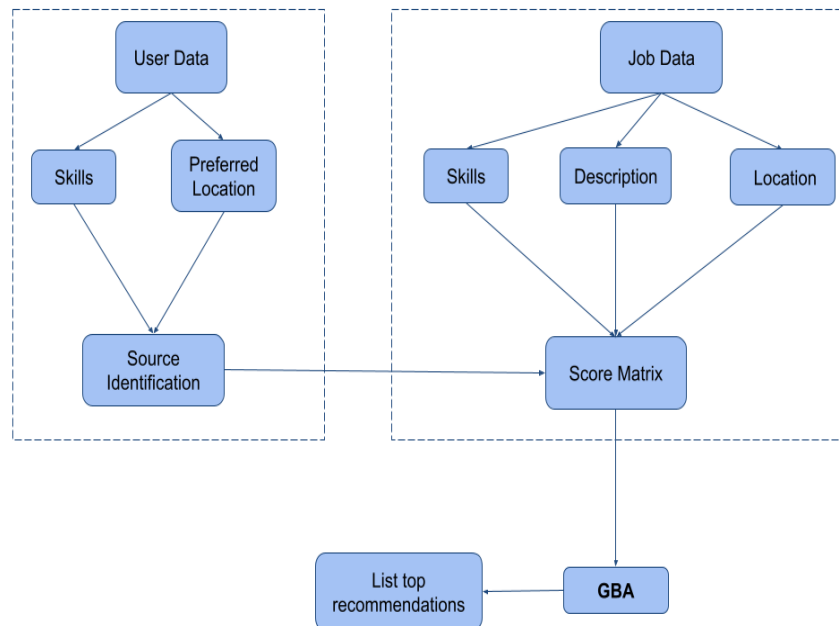 User Data
Job Data
Skills
Preferred
Location
Skills
Description
Location
Source
Identification
Score Matrix
List top
recommendations
GBA